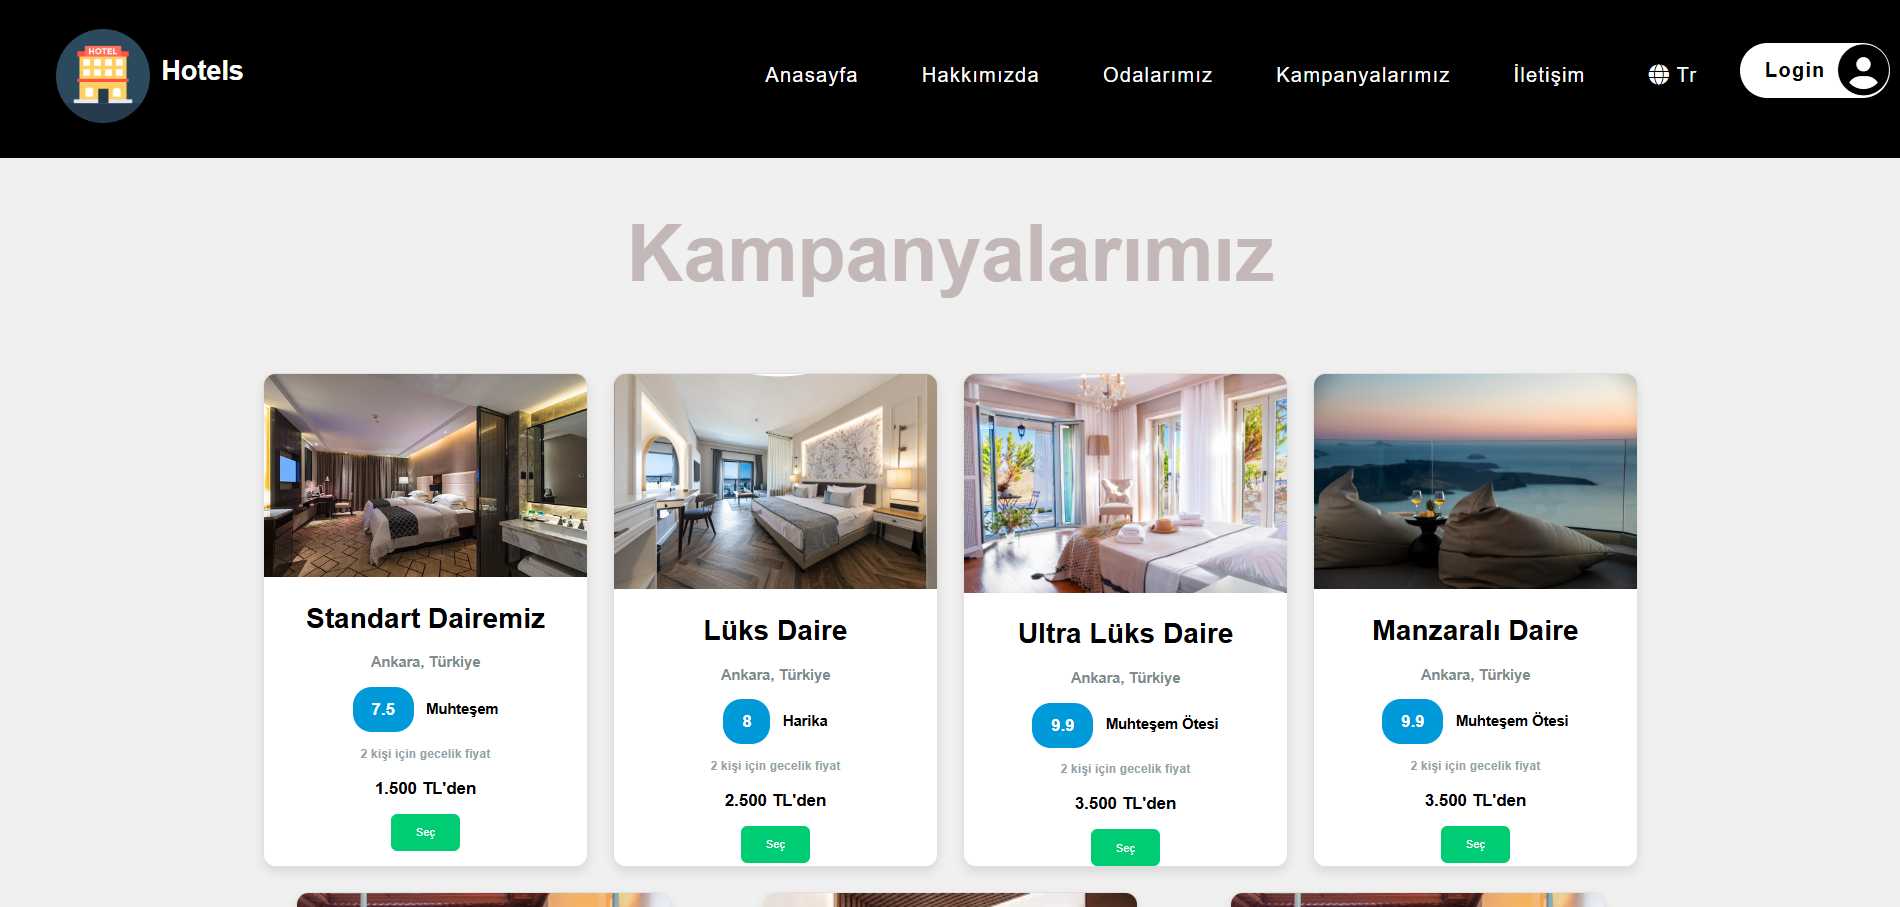 HOTEL
Hotels
Anasayfa
Hakkımızda
Odalarımız
Kampanyalarımız
İletişim
Tr
Login
Kampanyalarımız
Standart Dairemiz
Ankara, Türkiye
7.5 Muhteşem
2 kişi için gecelik fiyat
1.500 TL'den
Seç
Lüks Daire
Ankara, Türkiye
8 Harika
2 kişi için gecelik fiyat
2.500 TL'den
Seç
Ultra Lüks Daire
Ankara, Türkiye
9.9 Muhteşem Ötesi
2 kişi için gecelik fiyat
3.500 TL'den
Seç
Manzaralı Daire
Ankara, Türkiye
9.9 Muhteşem Ötesi
2 kişi için gecelik fiyat
3.500 TL'den
Seç